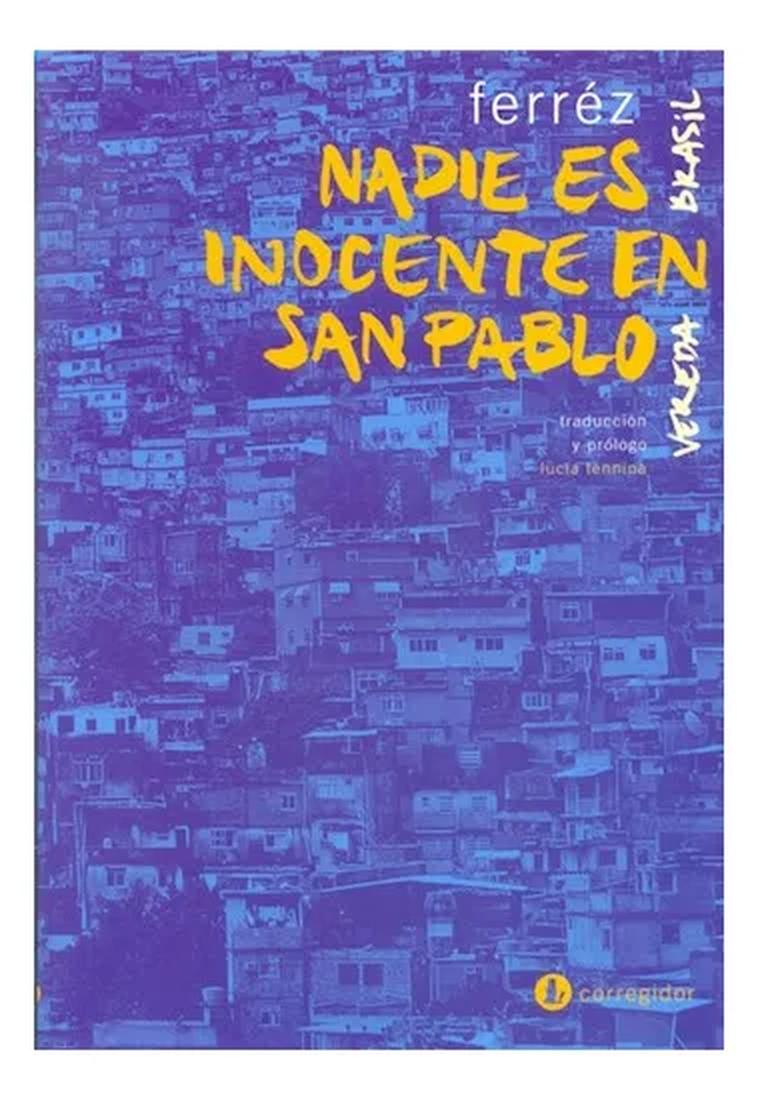 ferréz
NADIE ES
INOCENTE EN
SAN PABLO
VEREDA BRASiL
traducción
y prólogo
lucía tennina
corregidor